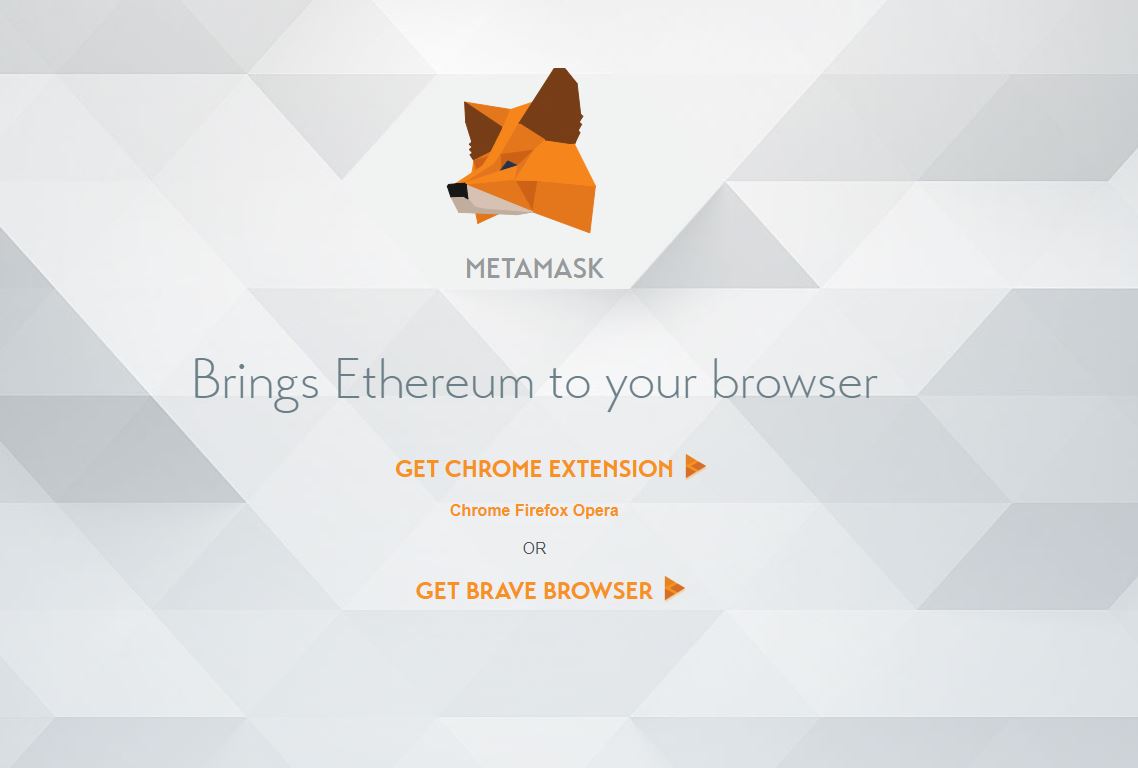 METAMASK
Brings Ethereum to your browser
GET CHROME EXTENSION
Chrome Firefox Opera
OR
GET BRAVE BROWSER